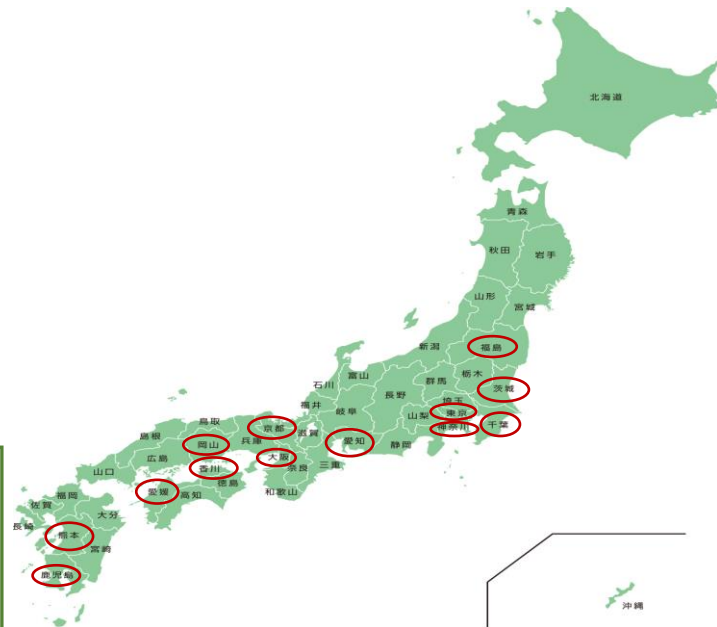 北海道
青森
秋田
岩手
山形
宮城
新潟
福島
石川
富山
群馬
栃木
茨城
長野
埼玉
福井
岐阜
山梨
東京
神奈川
千葉
鳥取
京都
滋賀
愛知
静岡
島根
岡山
兵庫
広島
大阪
奈良
三重
山口
香川
徳島
和歌山
愛媛
高知
福岡
佐賀
大分
長崎
熊本
宮崎
鹿児島
沖縄